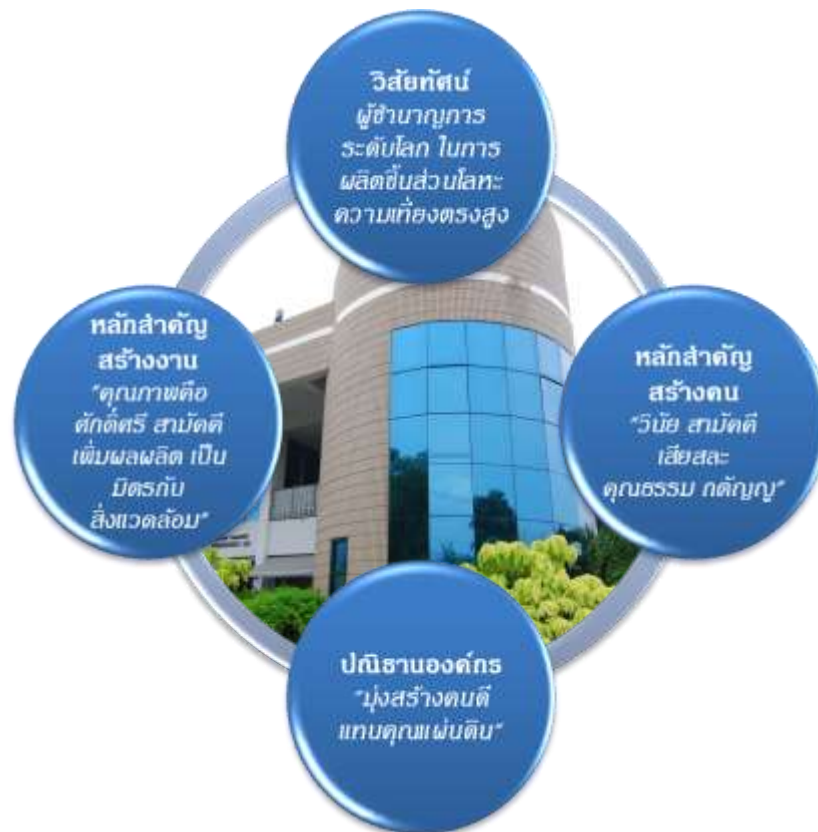 วิสัยทัศน์
ผู้ชำนาญการ
ระดับโลก ในการ
ผลิตชิ้นส่วนโลหะ
ความเที่ยงตรงสูง
หลักสำคัญ
สร้างงาน
"คุณภาพคือ
ศักดิ์ศรี สามัคคี
เพิ่มผลผลิต เป็น
มิตรกับ
สิ่งแวดล้อม"
หลักสำคัญ
สร้างคน
"วินัย สามัคคี
เสียสละ
คุณธรรม กตัญญู"
ปณิธานองค์กร
"มุ่งสร้างคนดี
แทนคุณแผ่นดิน"